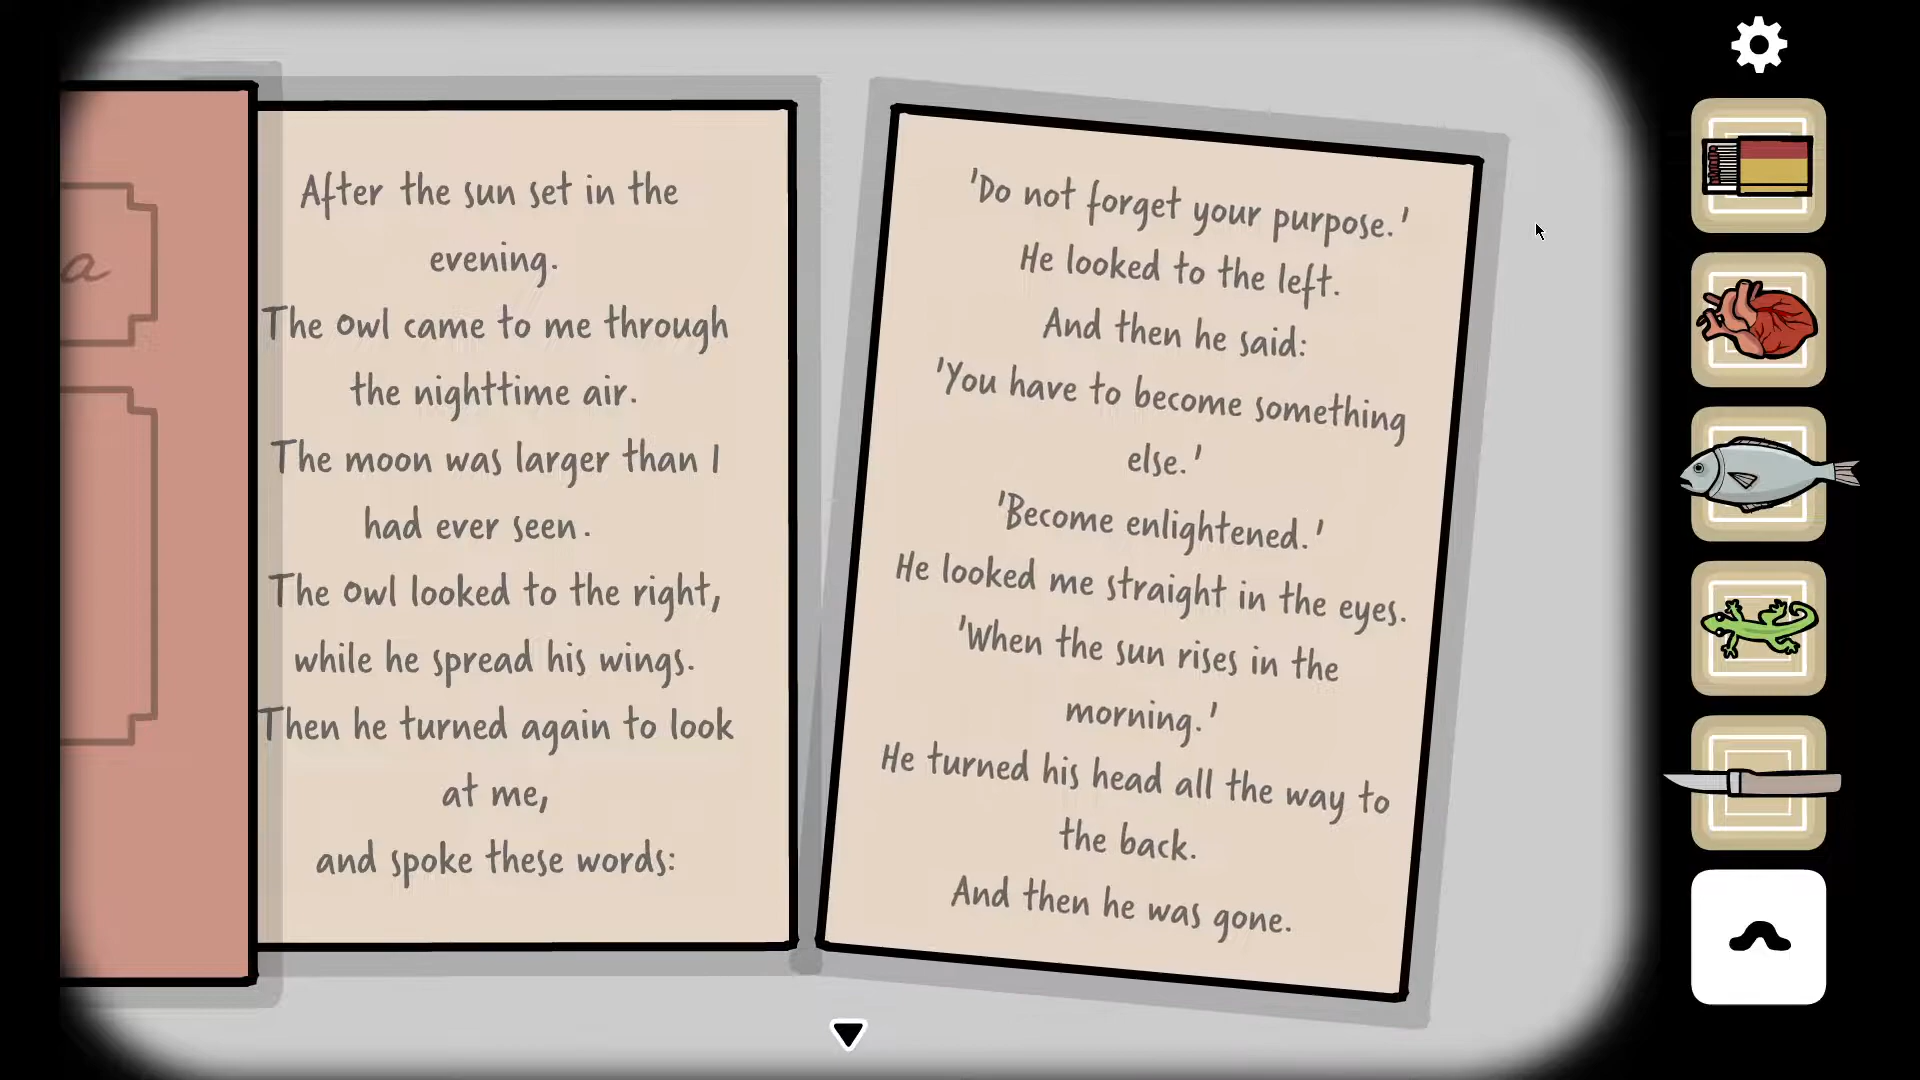 a
After the sun set in the
evening.
The Owl came to me through
the nighttime air.
The moon was larger than I
had ever seen.
The Owl looked to the right,
while he spread his wings.
Then he turned again to look
at me,
and spoke these words:
'Do not forget your purpose.'
He looked to the left.
And then he said:
'You have to become something
else.'
'Become enlightened.'
He looked me straight in the eyes.
'When the sun rises in the
morning.'
He turned his head all the way to
the back.
And then he was gone.